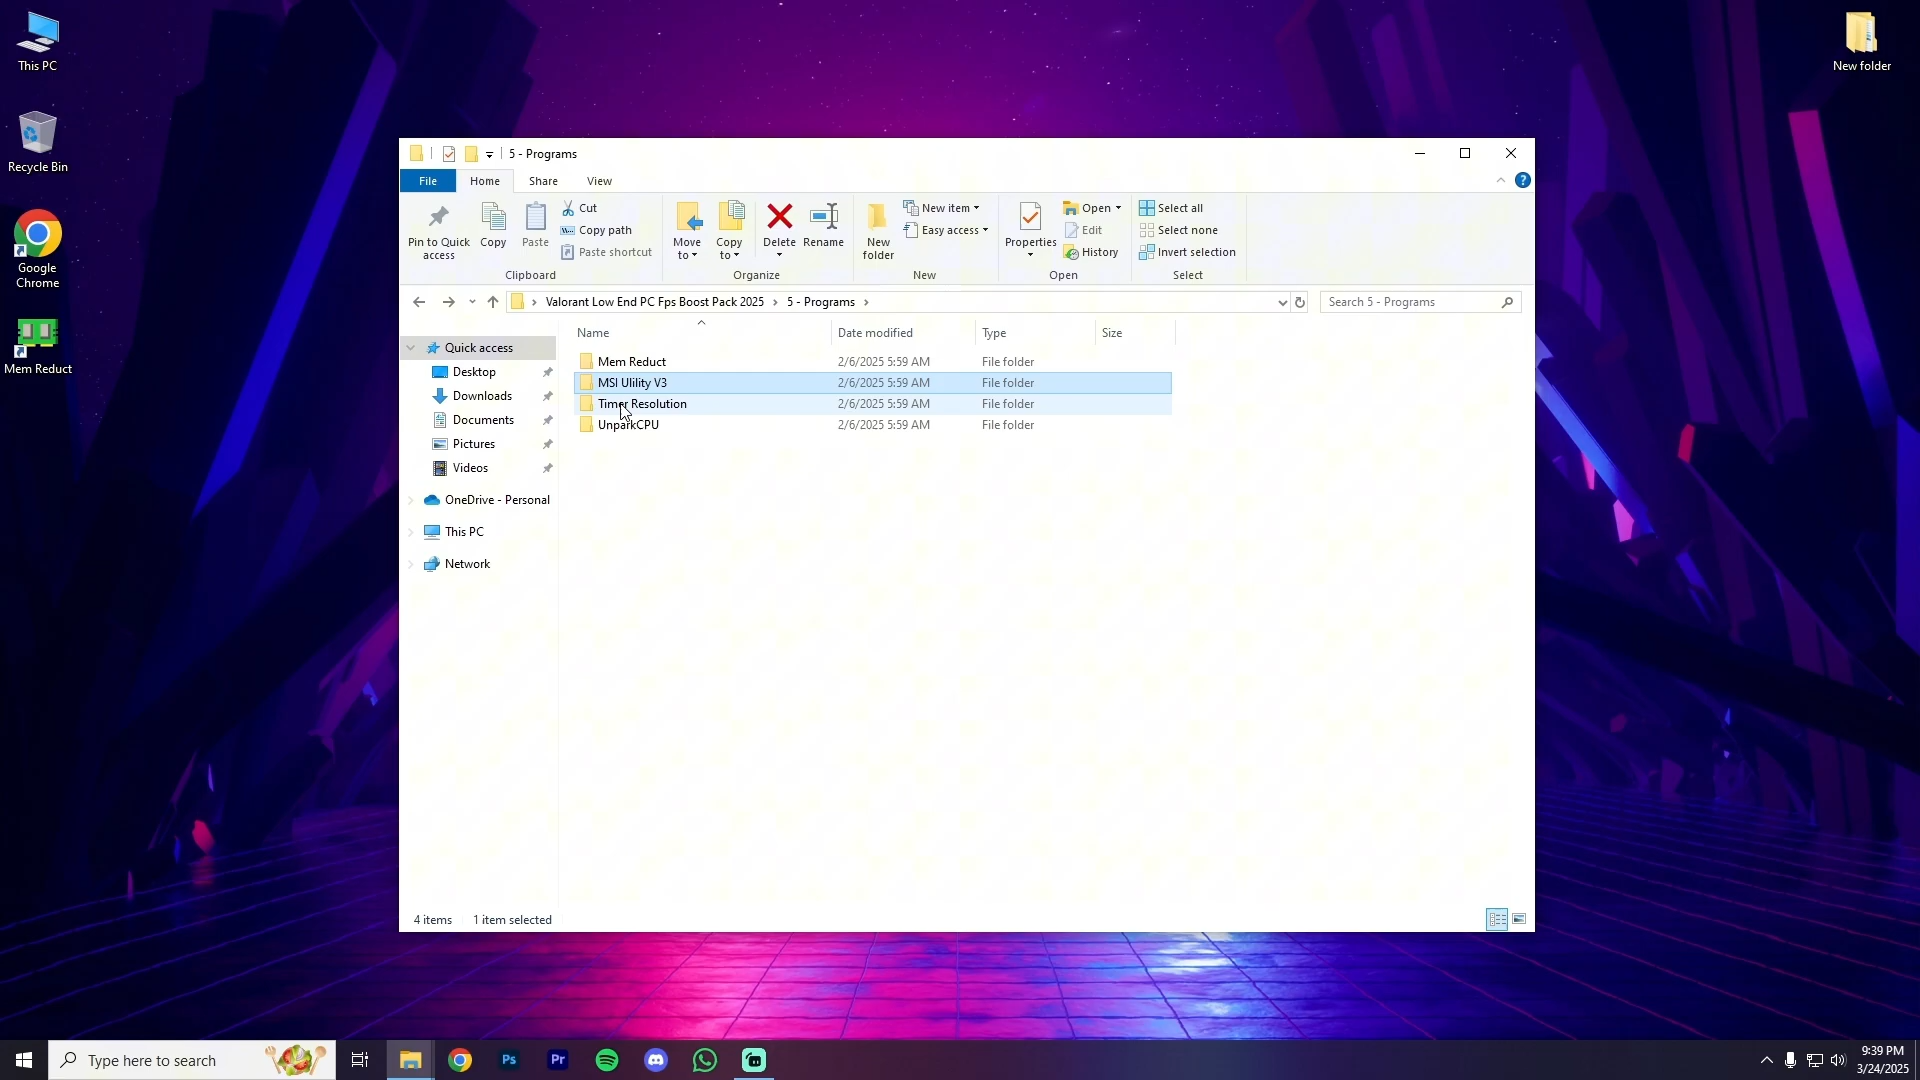 This PC
Recycle Bin
Google
Chrome
Mem Reduct
New folder
5 - Programs
File
Home
Share
View
Pin to Quick
access
Copy
Paste
Cut
Copy path
Paste shortcut
Clipboard
Move
to
Copy
to
Delete
Rename
Organize
New
folder
New item
Easy access
New
Properties
Open
Edit
History
Open
Select all
Select none
Invert selection
Select
Valorant Low End PC Fps Boost Pack 2025
5 - Programs
Search 5 - Programs
Name
Date modified
Type
Size
Mem Reduct 2/6/2025 5:59 AM File folder
MSI Ulility V3 2/6/2025 5:59 AM File folder
Timer Resolution 2/6/2025 5:59 AM File folder
UnparkCPU 2/6/2025 5:59 AM File folder
Quick access
Desktop
Downloads
Documents
Pictures
Videos
OneDrive - Personal
This PC
Network
4 items
1 item selected
Type here to search
Ps
Pr
9:39 PM
3/24/2025